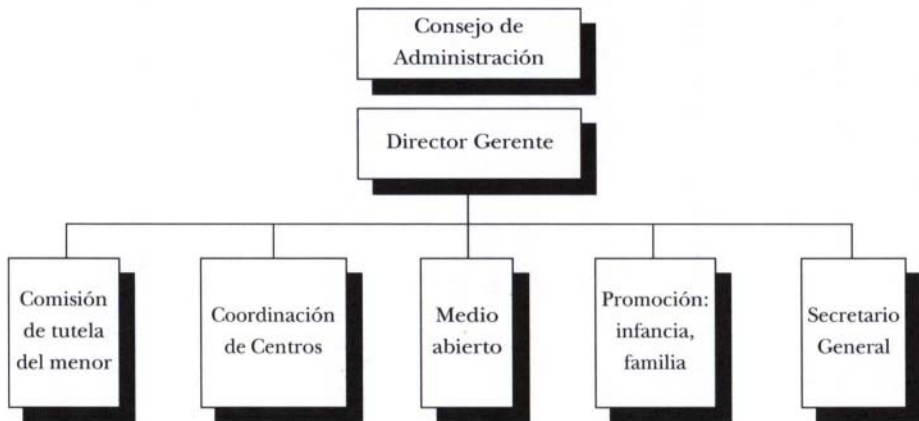 Consejo de
Administración
Director Gerente
Comisión
de tutela
del menor
Coordinación
de Centros
Medio
abierto
Promoción:
infancia,
familia
Secretario
General